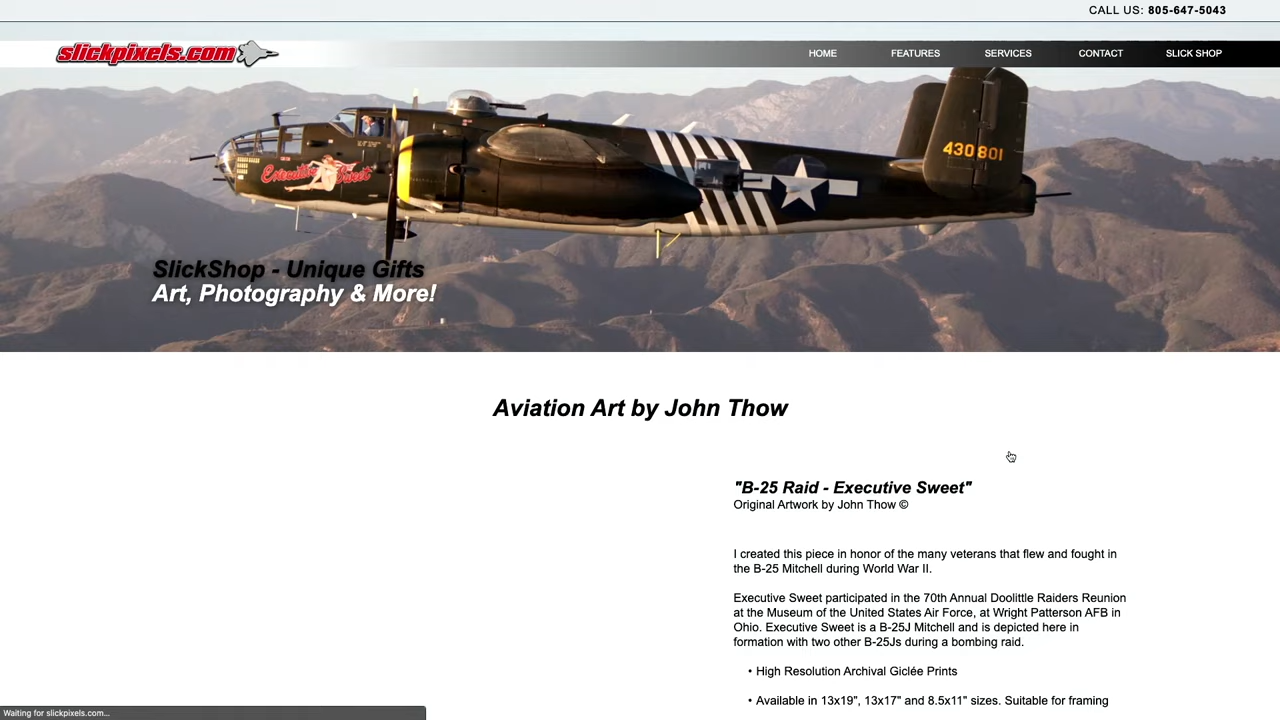 CALL US: 805-647-5043
slickpixels.com
HOME
FEATURES
SERVICES
CONTACT
SLICK SHOP
430801
Executive Sweet
SlickShop - Unique Gifts
Art, Photography & More!
Aviation Art by John Thow
"B-25 Raid - Executive Sweet"
Original Artwork by John Thow ©
I created this piece in honor of the many veterans that flew and fought in
the B-25 Mitchell during World War II.
Executive Sweet participated in the 70th Annual Doolittle Raiders Reunion
at the Museum of the United States Air Force, at Wright Patterson AFB in
Ohio. Executive Sweet is a B-25J Mitchell and is depicted here in
formation with two other B-25Js during a bombing raid.
• High Resolution Archival Giclée Prints
• Available in 13x19", 13x17" and 8.5x11" sizes. Suitable for framing
Waiting for slickpixels.com...